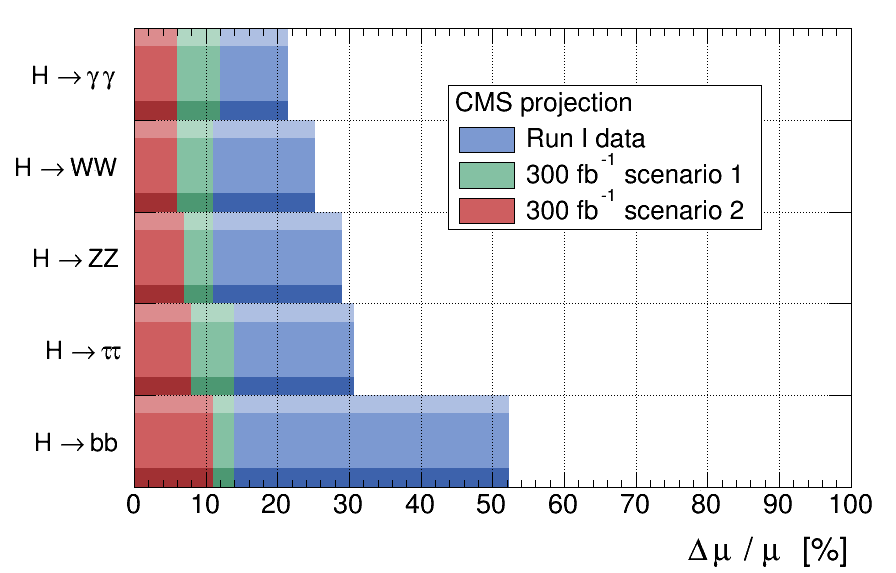 CMS projection
Run I data
300 fb-1 scenario 1
300 fb-1 scenario 2
H→γγ
H→WW
H→ZZ
H→ττ
H→bb
0 10 20 30 40 50 60 70 80 90 100
Δμ / μ [%]